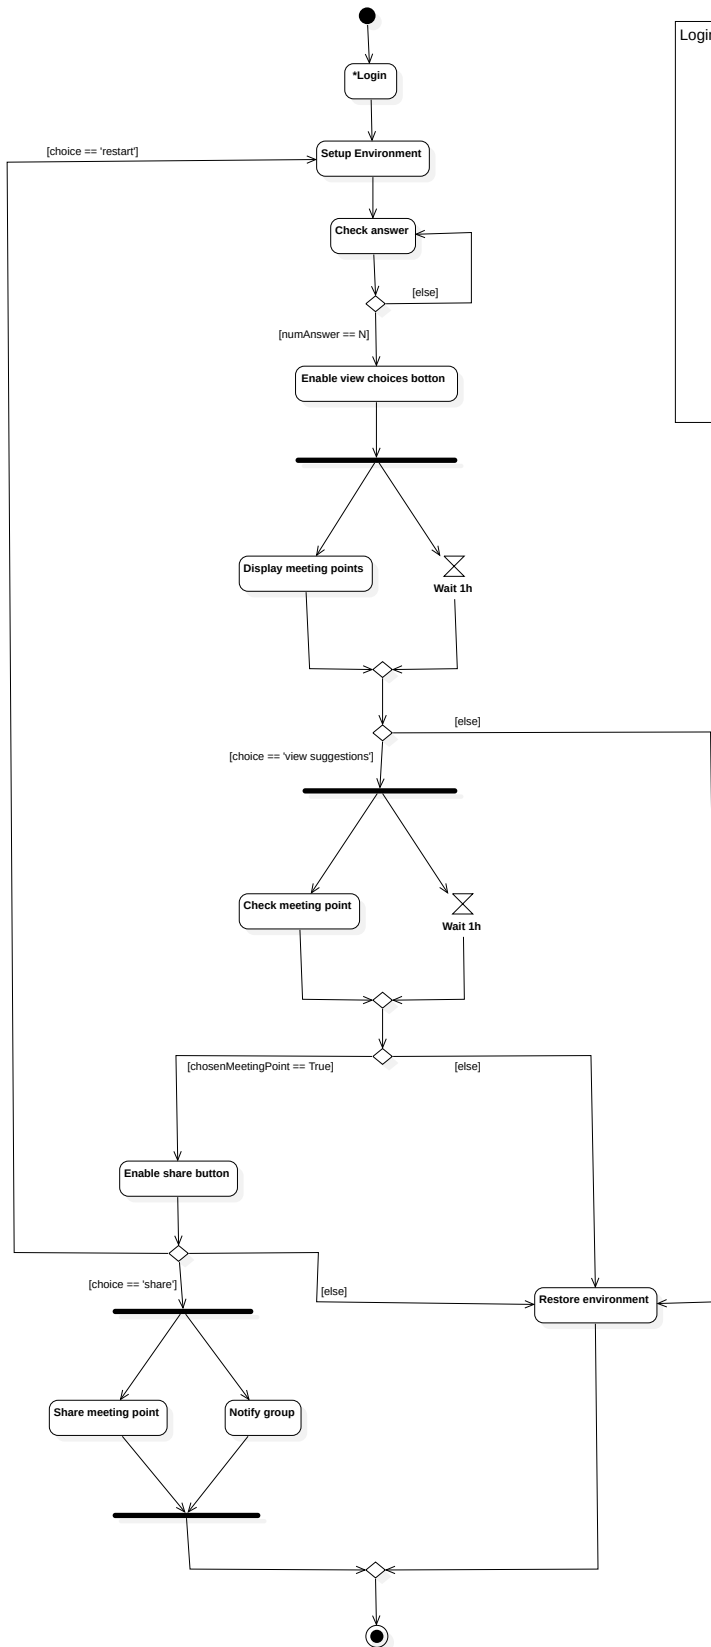 *Login
Login
[choice == 'restart']
Setup Environment
Check answer
[else]
[numAnswer == N]
Enable view choices botton
Display meeting points
Wait 1h
[else]
[choice == 'view suggestions']
Check meeting point
Wait 1h
[chosenMeetingPoint == True]
[else]
Enable share button
[choice == 'share']
[else]
Restore environment
Share meeting point
Notify group